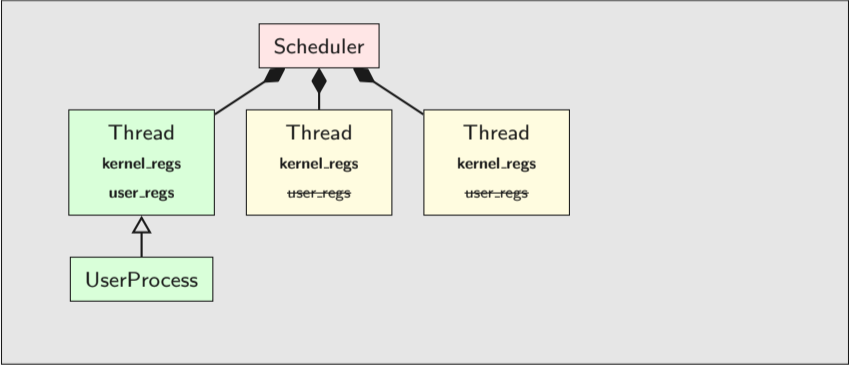 Scheduler
Thread
kernel_regs
user_regs
Thread
kernel_regs
user_regs
Thread
kernel_regs
user_regs
UserProcess